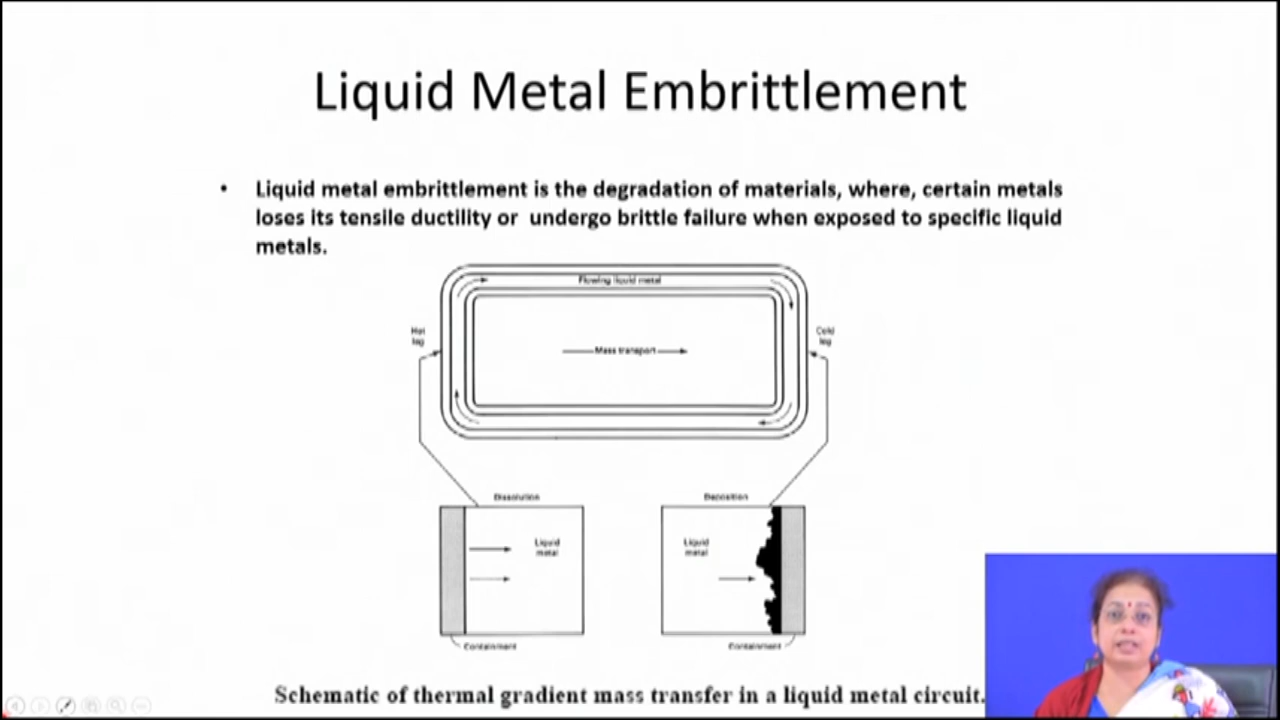 Liquid Metal Embrittlement
• Liquid metal embrittlement is the degradation of materials, where, certain metals
loses its tensile ductility or undergo brittle failure when exposed to specific liquid
metals.
Flowing liquid metal
Hot
leg
Cold
leg
Mass transport
Dissolution
Deposition
Liquid
metal
Liquid
metal
Containment
Containment
Schematic of thermal gradient mass transfer in a liquid metal circuit.